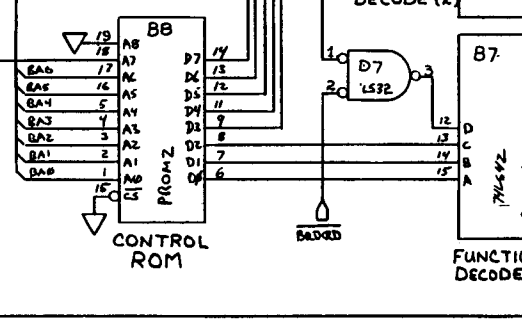 DECODE (2)
B8
B7
PROM2
CONTROL
ROM
19 A8
18 A7
BA6 17 A6
BA5 16 A5
BA4 5 A4
BA3 4 A3
BA2 3 A2
BA1 2 A1
BA0 1 A0
15 CS
D7 14
D6 13
D5 12
D4 11
D3 9
D2 8
D1 7
D0 6
1
2
D7
'LS32
3
12 D
13 C
14 B
15 A
FUNCTI
DECODE